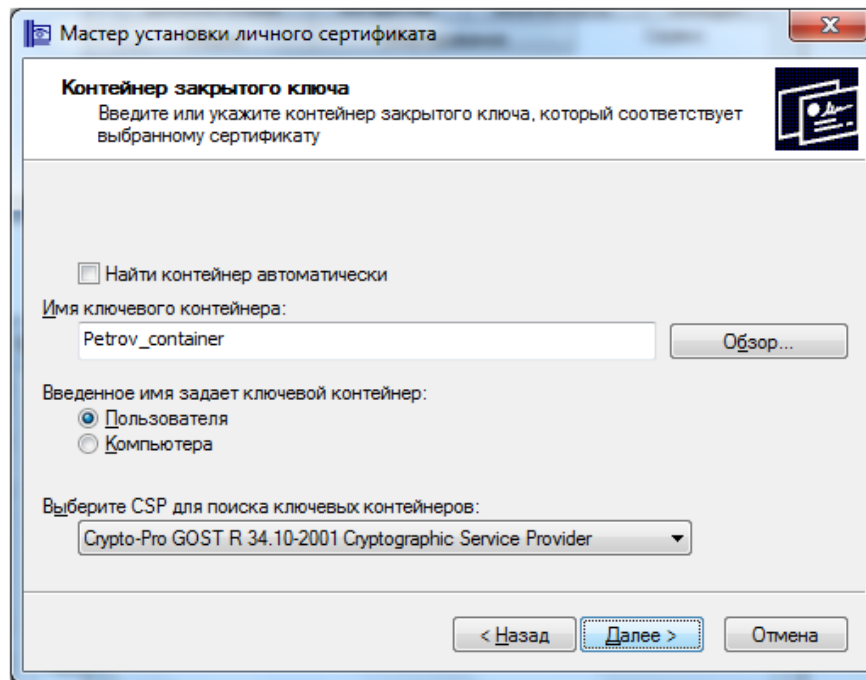 Мастер установки личного сертификата
Контейнер закрытого ключа
Введите или укажите контейнер закрытого ключа, который соответствует
выбранному сертификату
Найти контейнер автоматически
Имя ключевого контейнера:
Petrov_container
Обзор...
Введенное имя задает ключевой контейнер:
Пользователя
Компьютера
Выберите CSP для поиска ключевых контейнеров:
Crypto-Pro GOST R 34.10-2001 Cryptographic Service Provider
< Назад
Далее >
Отмена